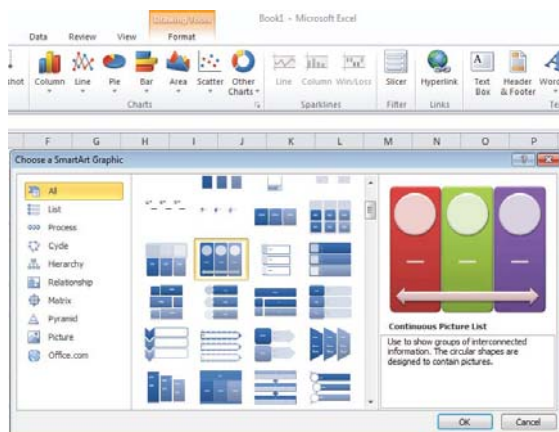 Drawing Tools
Book1 - Microsoft Excel
Data Review View Format
Column Line Pie Bar Area Scatter Other Charts
Line Column Win/Loss
Slicer
Hyperlink
Text Box
Header & Footer
Charts
Sparklines
Filter
Links
F G H I J K L M N O P
Choose a SmartArt Graphic
All
List
Process
Cycle
Hierarchy
Relationship
Matrix
Pyramid
Picture
Office.com
Continuous Picture List
Use to show groups of interconnected
information. The circular shapes are
designed to contain pictures.
OK Cancel